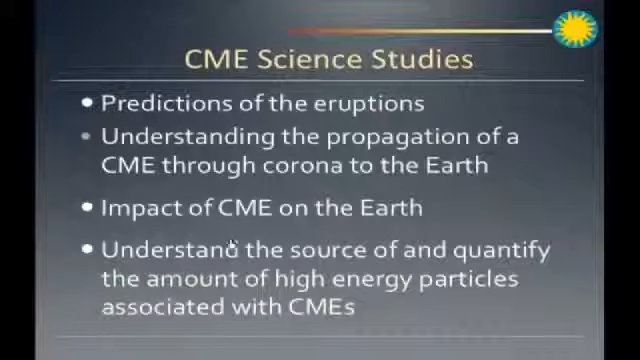 CME Science Studies
Predictions of the eruptions
Understanding the propagation of a
CME through corona to the Earth
Impact of CME on the Earth
Understand the source of and quantify
the amount of high energy particles
associated with CMEs